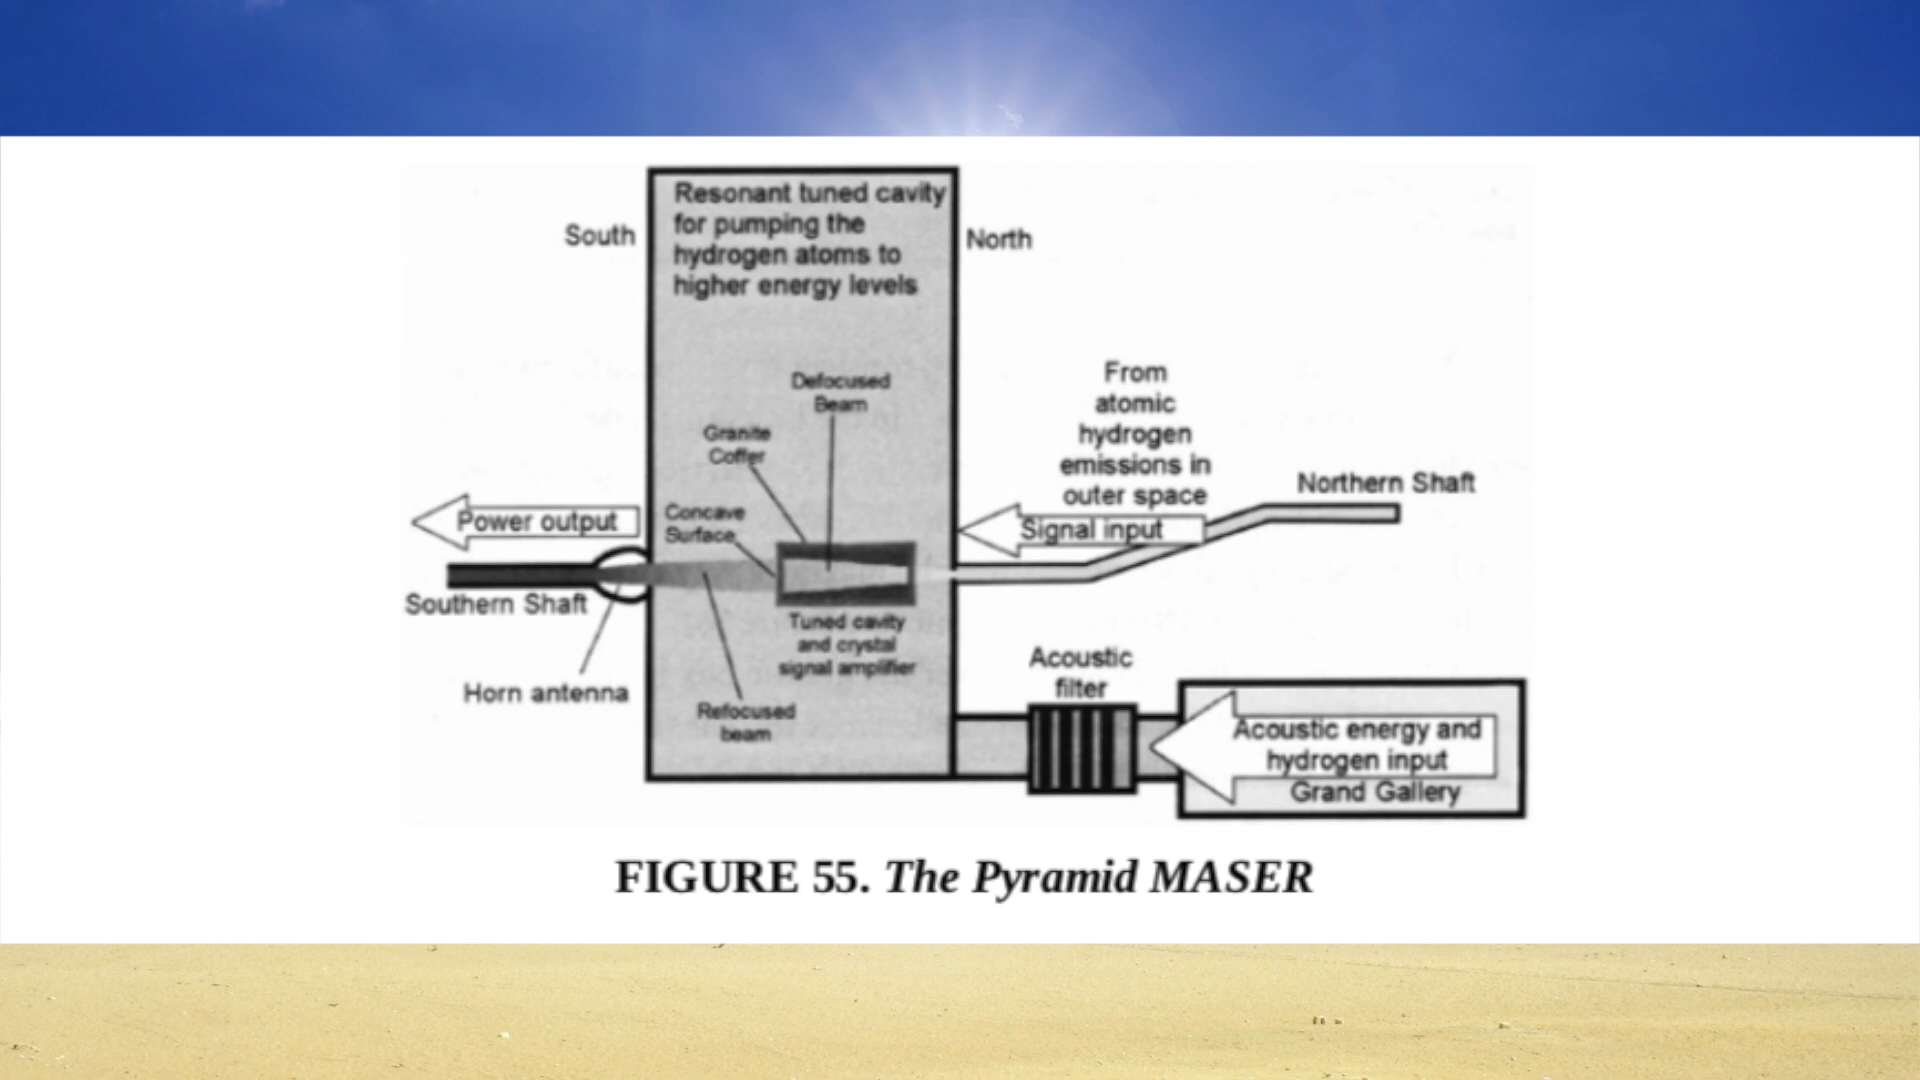 Resonant tuned cavity
for pumping the
hydrogen atoms to
higher energy levels
South
North
Defocused
Beam
Granite
Coffer
Concave
Surface
From
atomic
hydrogen
emissions in
outer space
Signal input
Northern Shaft
Power output
Southern Shaft
Horn antenna
Tuned cavity
and crystal
signal amplifier
Refocused
beam
Acoustic
filter
Acoustic energy and
hydrogen input
Grand Gallery
FIGURE 55. The Pyramid MASER